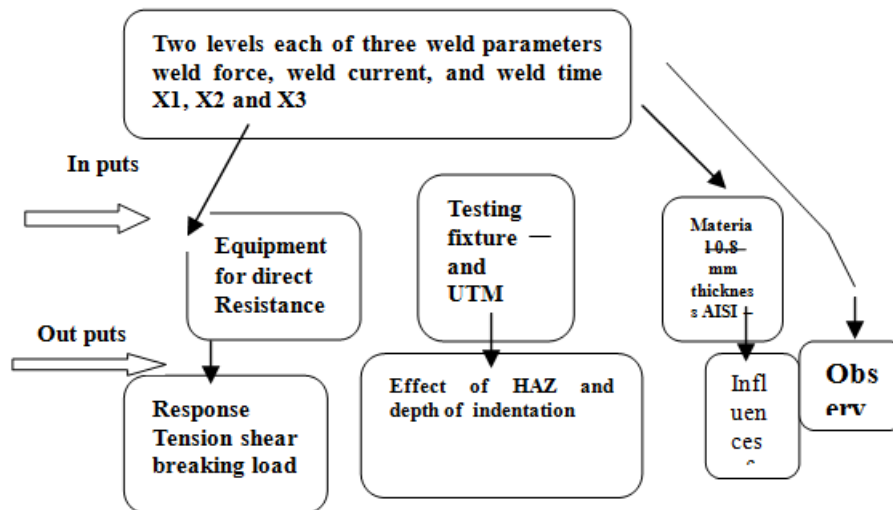 Two levels each of three weld parameters
weld force, weld current, and weld time
X1, X2 and X3
In puts
Equipment
for direct
Resistance
Testing
fixture —
and
UTM
Materia
l 0.8
mm
thicknes
s AISI –
Out puts
Response
Tension shear
breaking load
Effect of HAZ and
depth of indentation
Infl
uen
ces
Obs
erv